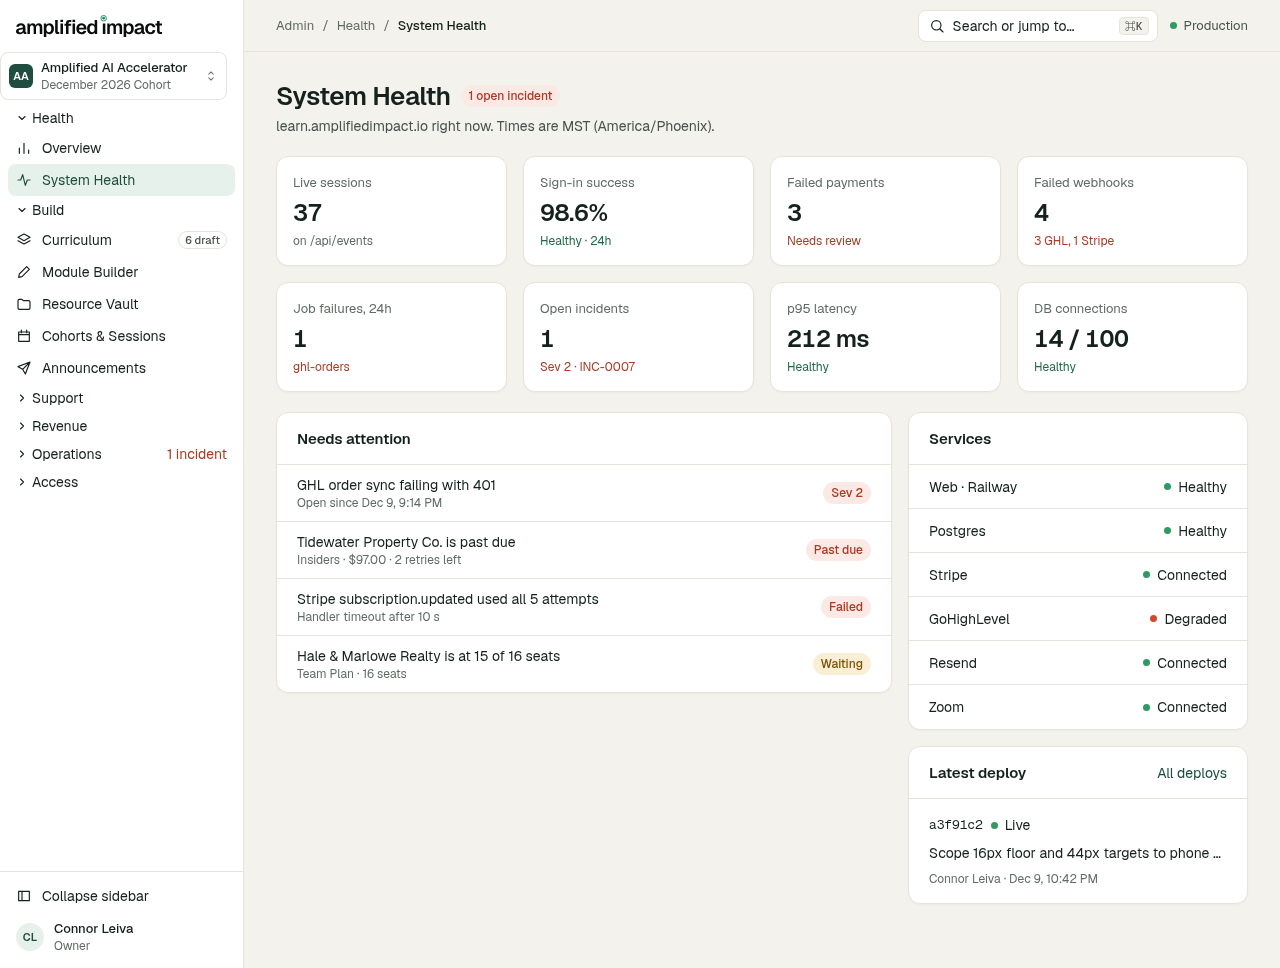 amplified impact
AA
Amplified AI Accelerator
December 2026 Cohort
Health
Overview
System Health
Build
Curriculum
6 draft
Module Builder
Resource Vault
Cohorts & Sessions
Announcements
Support
Revenue
Operations
1 incident
Access
Collapse sidebar
CL
Connor Leiva
Owner
Admin / Health / System Health
Search or jump to...
⌘K
Production
System Health
1 open incident
learn.amplifiedimpact.io right now. Times are MST (America/Phoenix).
Live sessions
37
on /api/events
Sign-in success
98.6%
Healthy · 24h
Failed payments
3
Needs review
Failed webhooks
4
3 GHL, 1 Stripe
Job failures, 24h
1
ghl-orders
Open incidents
1
Sev 2 · INC-0007
p95 latency
212 ms
Healthy
DB connections
14 / 100
Healthy
Needs attention
GHL order sync failing with 401
Open since Dec 9, 9:14 PM
Sev 2
Tidewater Property Co. is past due
Insiders · $97.00 · 2 retries left
Past due
Stripe subscription.updated used all 5 attempts
Handler timeout after 10 s
Failed
Hale & Marlowe Realty is at 15 of 16 seats
Team Plan · 16 seats
Waiting
Services
Web · Railway
Healthy
Postgres
Healthy
Stripe
Connected
GoHighLevel
Degraded
Resend
Connected
Zoom
Connected
Latest deploy
All deploys
a3f91c2
Live
Scope 16px floor and 44px targets to phone ...
Connor Leiva · Dec 9, 10:42 PM